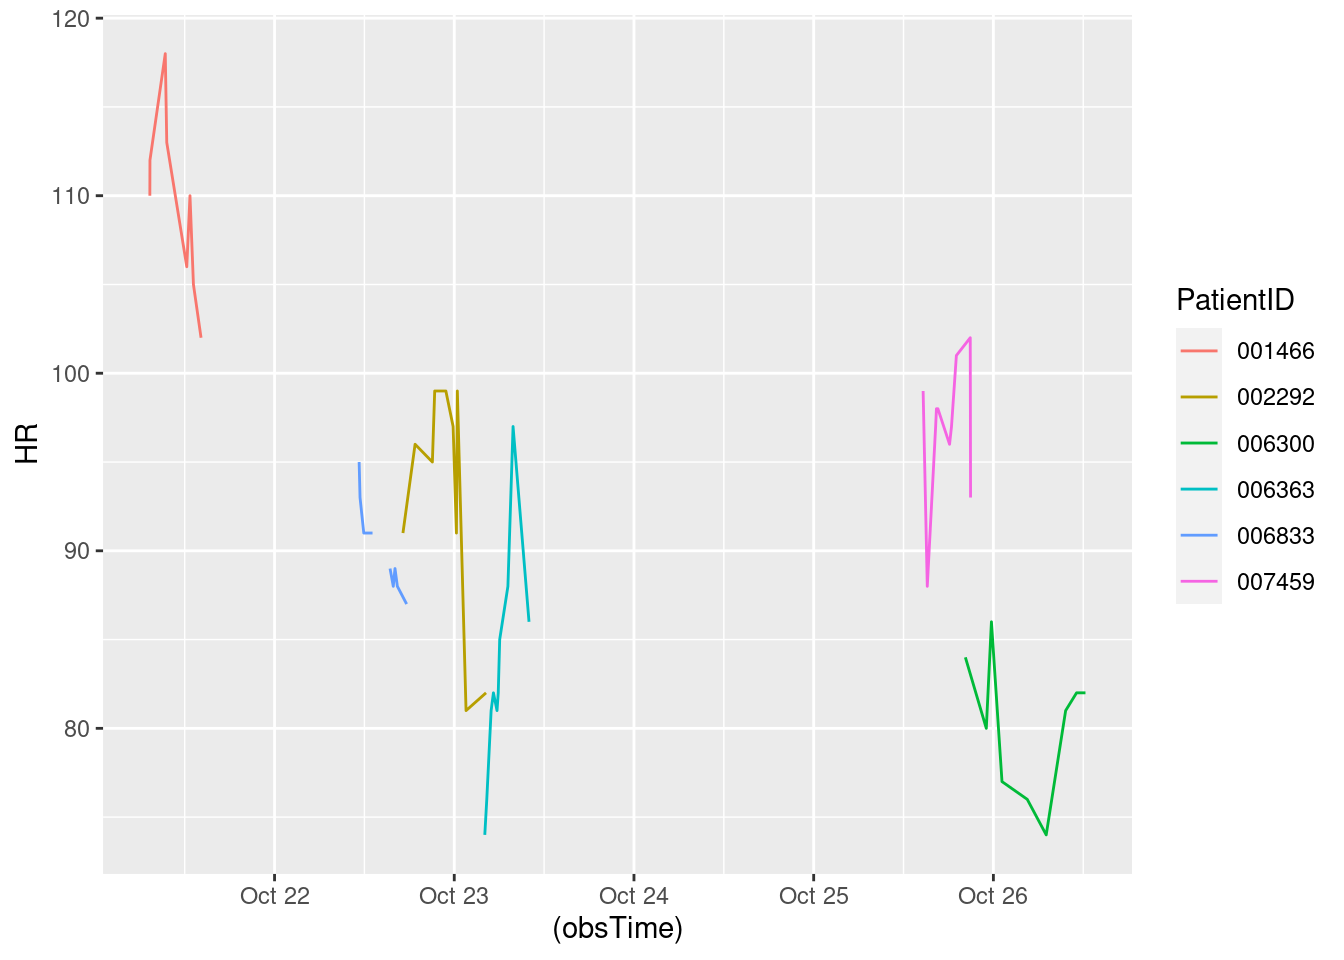 120
110
100
90
80
HR
Oct 22
Oct 23
Oct 24
Oct 25
Oct 26
(obsTime)
PatientID
001466
002292
006300
006363
006833
007459